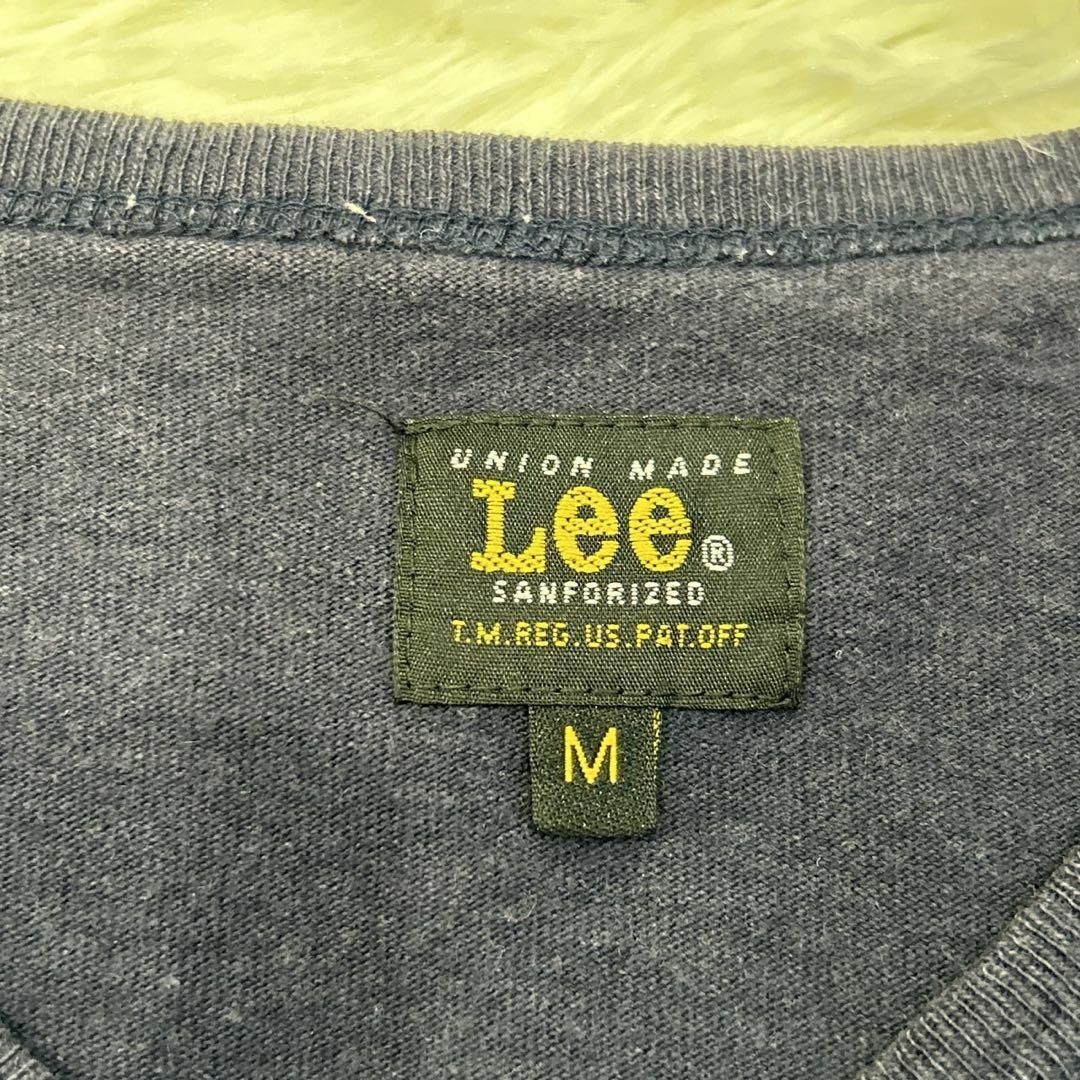 UNION MADE
Lee®
SANFORIZED
T.M.REG.US.PAT.OFF
M